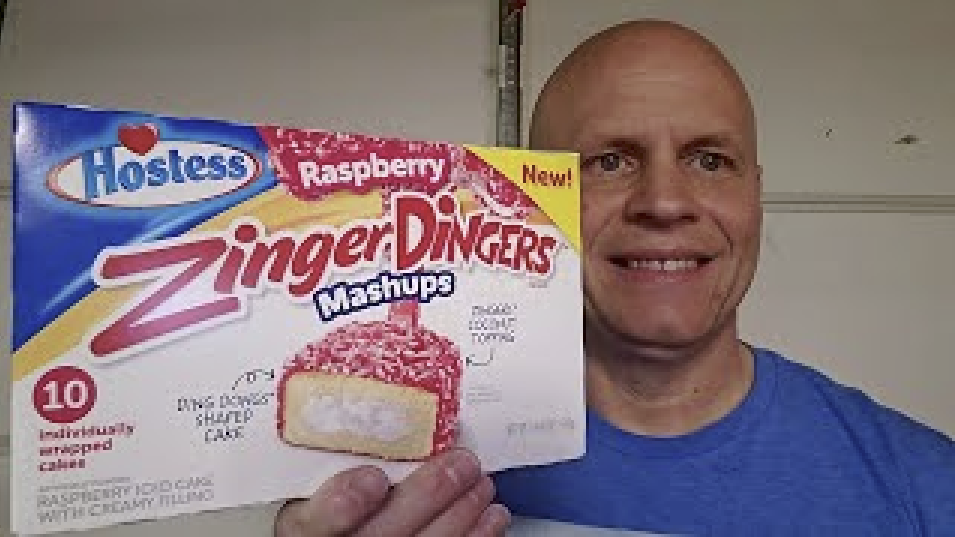 Hostess
Raspberry
New!
Zinger DINGERS
Mashups
ZINGERS®
COCONUT
TOPPING
DING DONGS®
SHAPED
CAKE
10
individually
wrapped
cakes
RASPBERRY ICED CAKE
WITH CREAMY FILLING